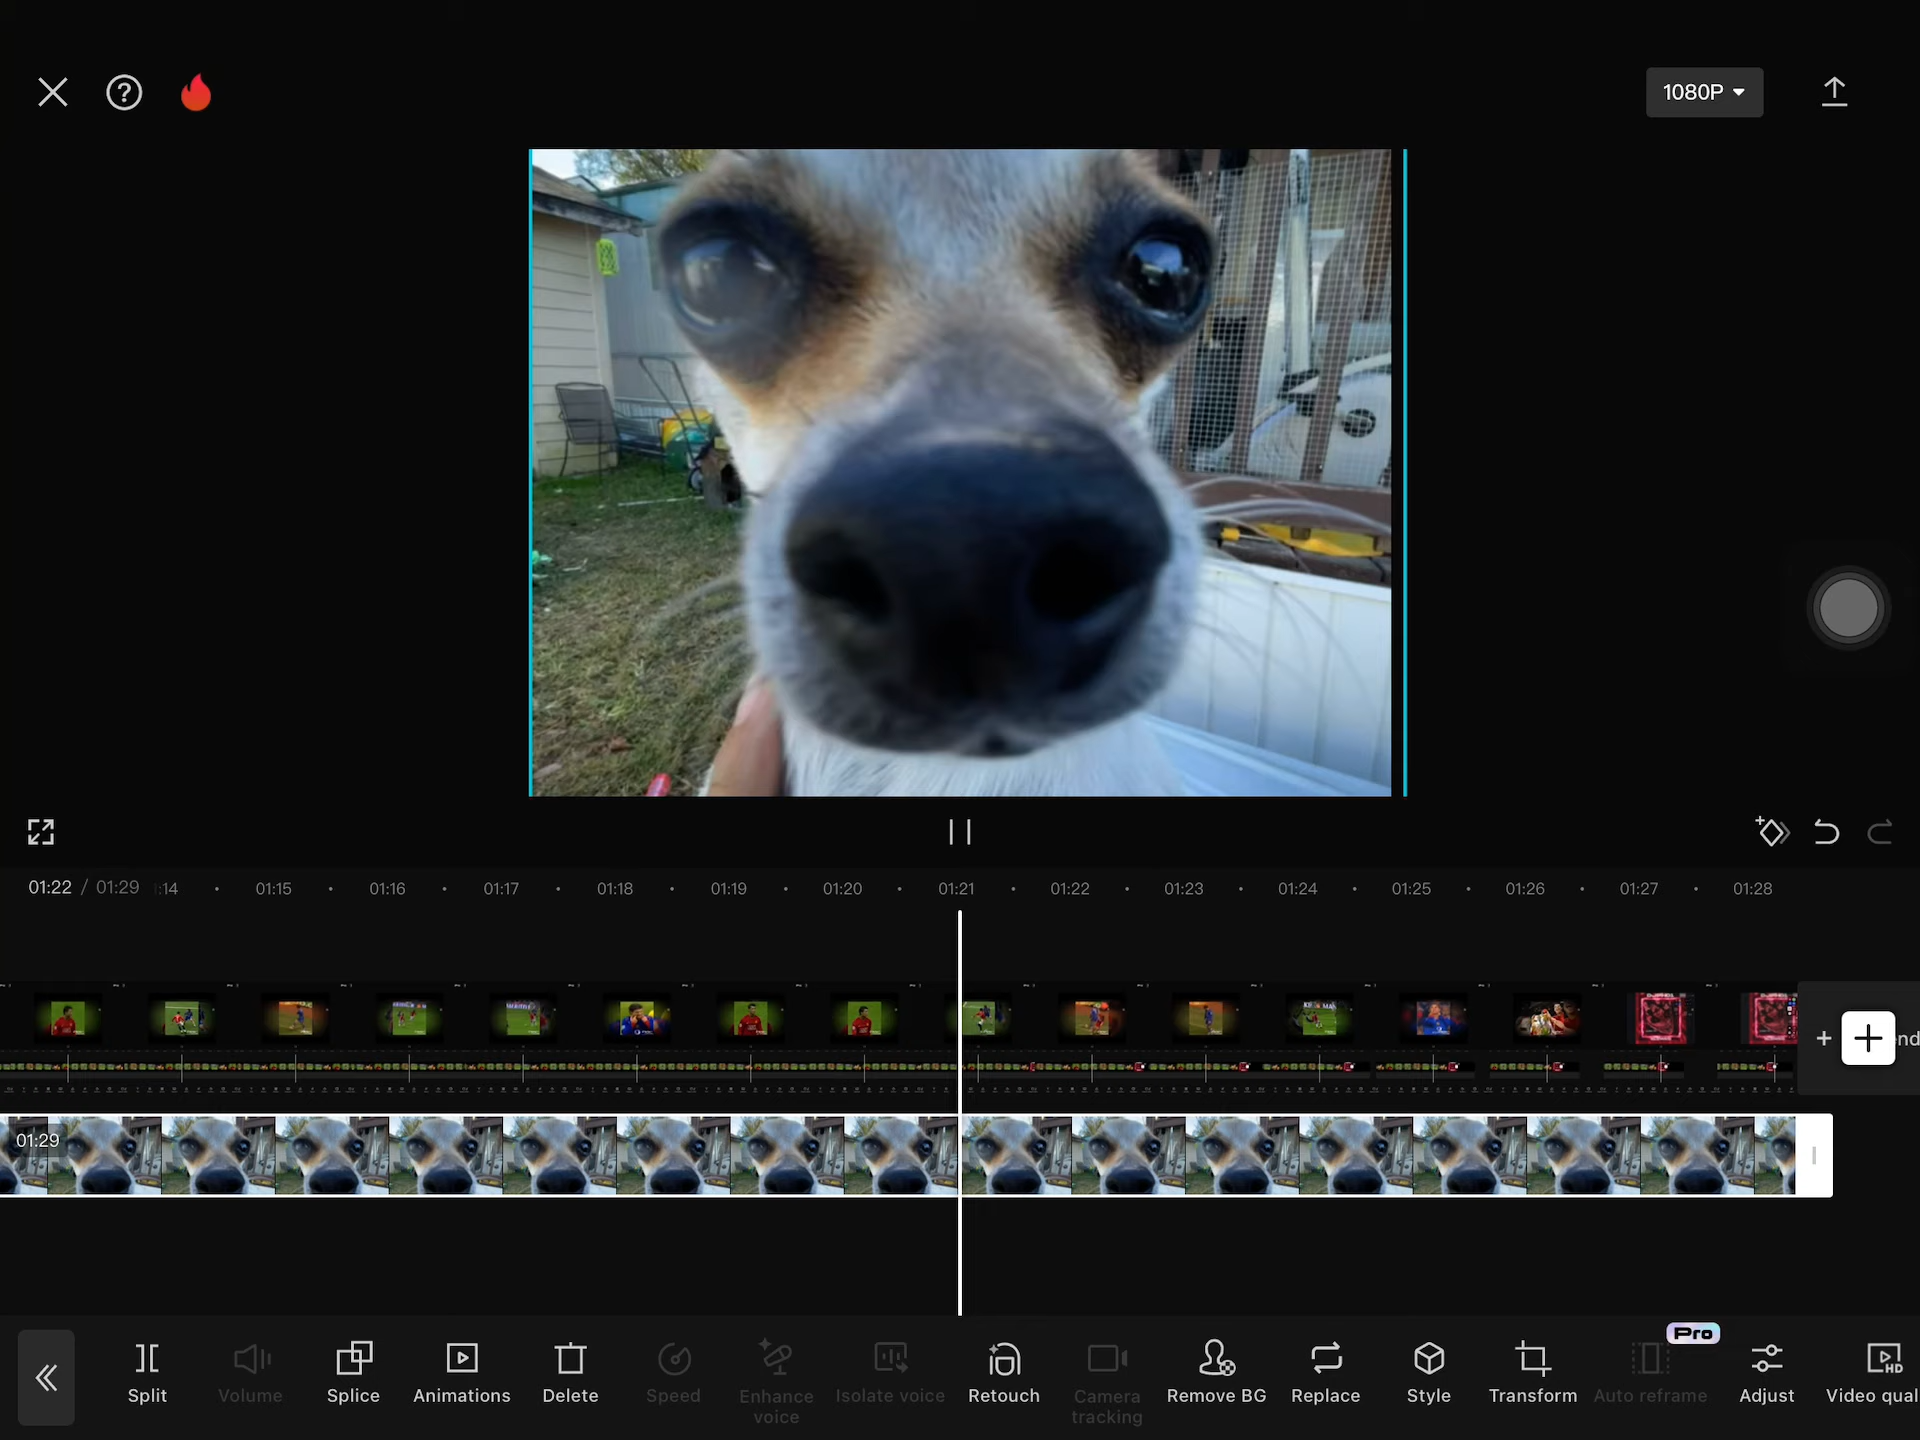 1080P
01:22 / 01:29 :14 01:15 01:16 01:17 01:18 01:19 01:20 01:21 01:22 01:23 01:24 01:25 01:26 01:27 01:28
+ nd
01:29
Pro
Split Volume Splice Animations Delete Speed Enhance voice Isolate voice Retouch Camera tracking Remove BG Replace Style Transform Auto reframe Adjust Video qual
HD